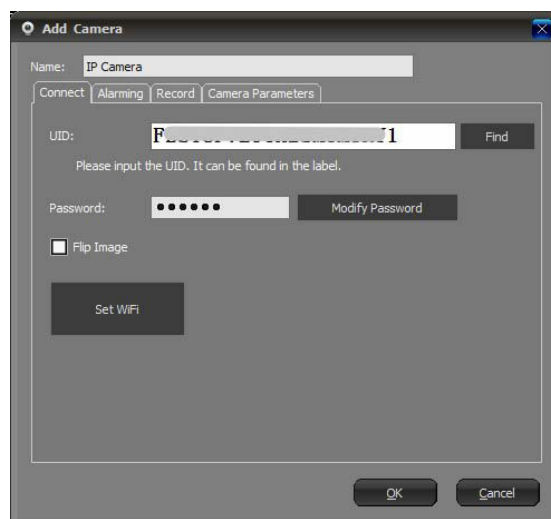 Add Camera
Name: IP Camera
Connect Alarming Record Camera Parameters
UID: Find
Please input the UID. It can be found in the label.
Password: ●●●●●● Modify Password
Flip Image
Set WiFi
OK Cancel